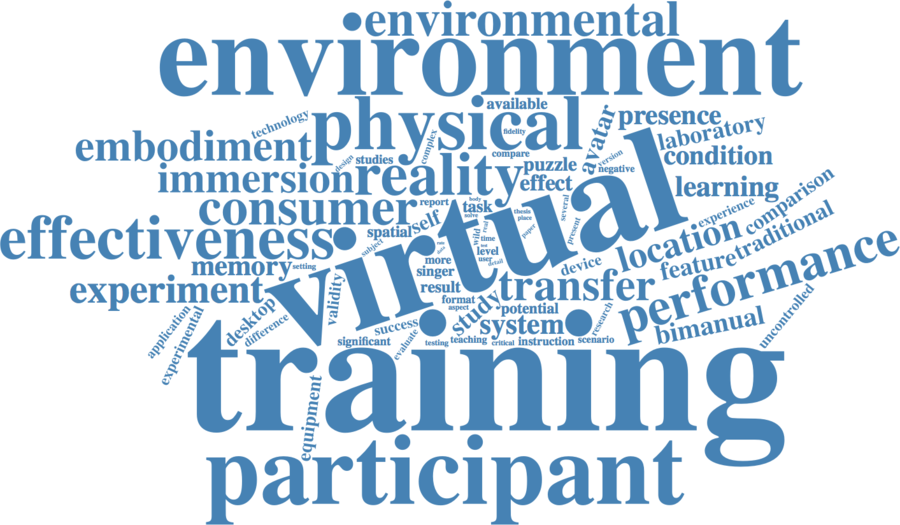 environmental
environment
available
physical
technology
fidelity
complex
avatar
presence
laboratory
embodiment
design
studies
compare
version
negative
condition
immersion
reality
puzzle
effect
learning
consumer
report
task
body
solve
thesis
place
several
experience
comparison
traditional
virtual
effectiveness
spatial
self
subject
wild
real
time
paper
present
location
feature
memory
setting
more
level
user
detail
device
singer
experiment
validity
result
transfer
performance
desktop
format
aspect
study
potential
research
bimanual
uncontrolled
application
experimental
difference
success
system
significant
evaluate
testing
teaching
critical
instruction
scenario
training
equipment
participant